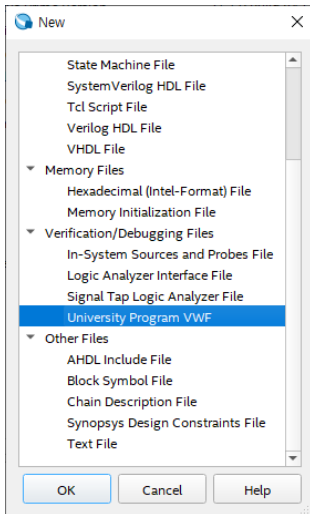 New
State Machine File
SystemVerilog HDL File
Tcl Script File
Verilog HDL File
VHDL File
Memory Files
Hexadecimal (Intel-Format) File
Memory Initialization File
Verification/Debugging Files
In-System Sources and Probes File
Logic Analyzer Interface File
Signal Tap Logic Analyzer File
University Program VWF
Other Files
AHDL Include File
Block Symbol File
Chain Description File
Synopsys Design Constraints File
Text File
OK Cancel Help